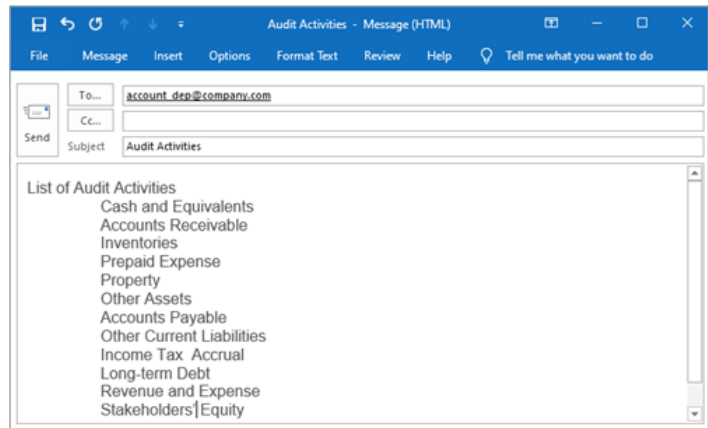 Audit Activities - Message (HTML)
File Message Insert Options Format Text Review Help Tell me what you want to do
To... account_dep@company.com
Cc...
Send
Subject Audit Activities
List of Audit Activities
Cash and Equivalents
Accounts Receivable
Inventories
Prepaid Expense
Property
Other Assets
Accounts Payable
Other Current Liabilities
Income Tax Accrual
Long-term Debt
Revenue and Expense
Stakeholders' Equity